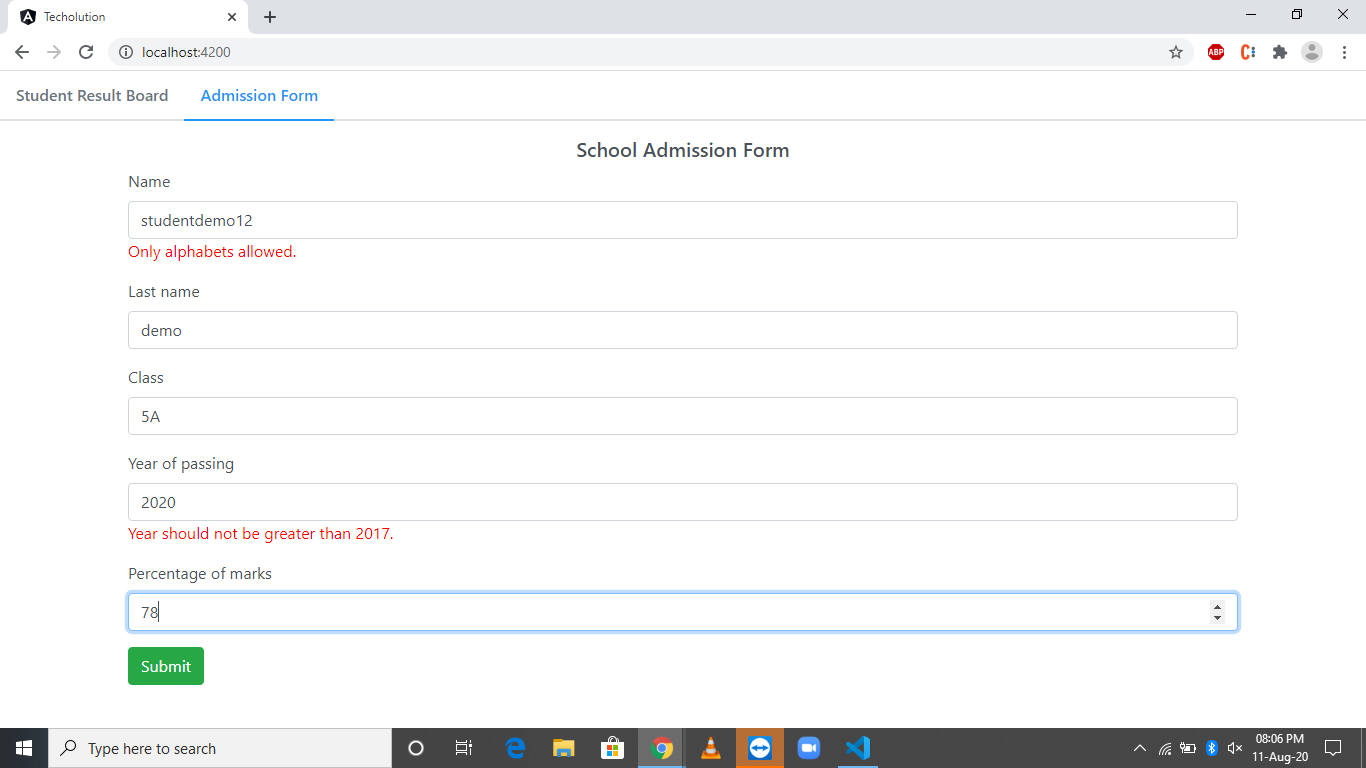 Techolution
localhost:4200
ABP
Student Result Board
Admission Form
School Admission Form
Name
studentdemo12
Only alphabets allowed.
Last name
demo
Class
5A
Year of passing
2020
Year should not be greater than 2017.
Percentage of marks
78
Submit
Type here to search
08:06 PM
11-Aug-20